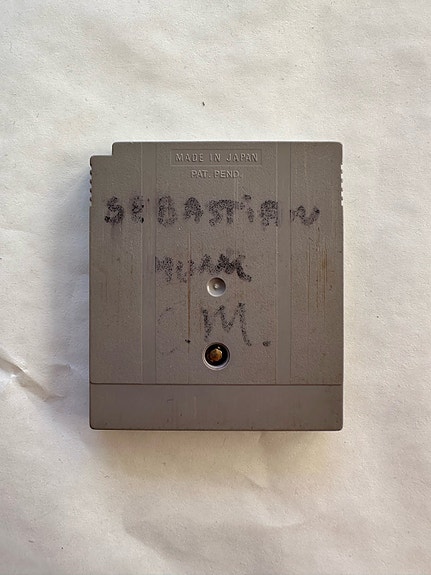 MADE IN JAPAN
PAT. PEND.
SEBASTIAN
.M.